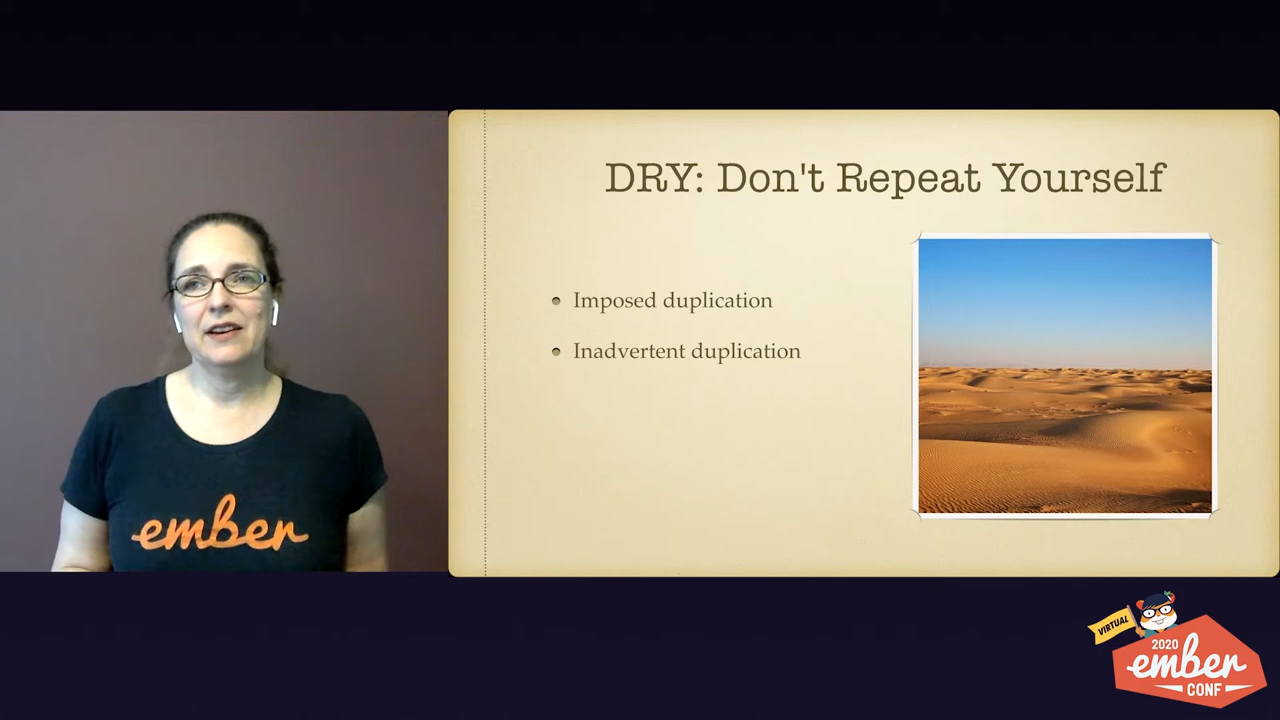 DRY: Don't Repeat Yourself
Imposed duplication
Inadvertent duplication
ember
VIRTUAL
2020
ember
CONF